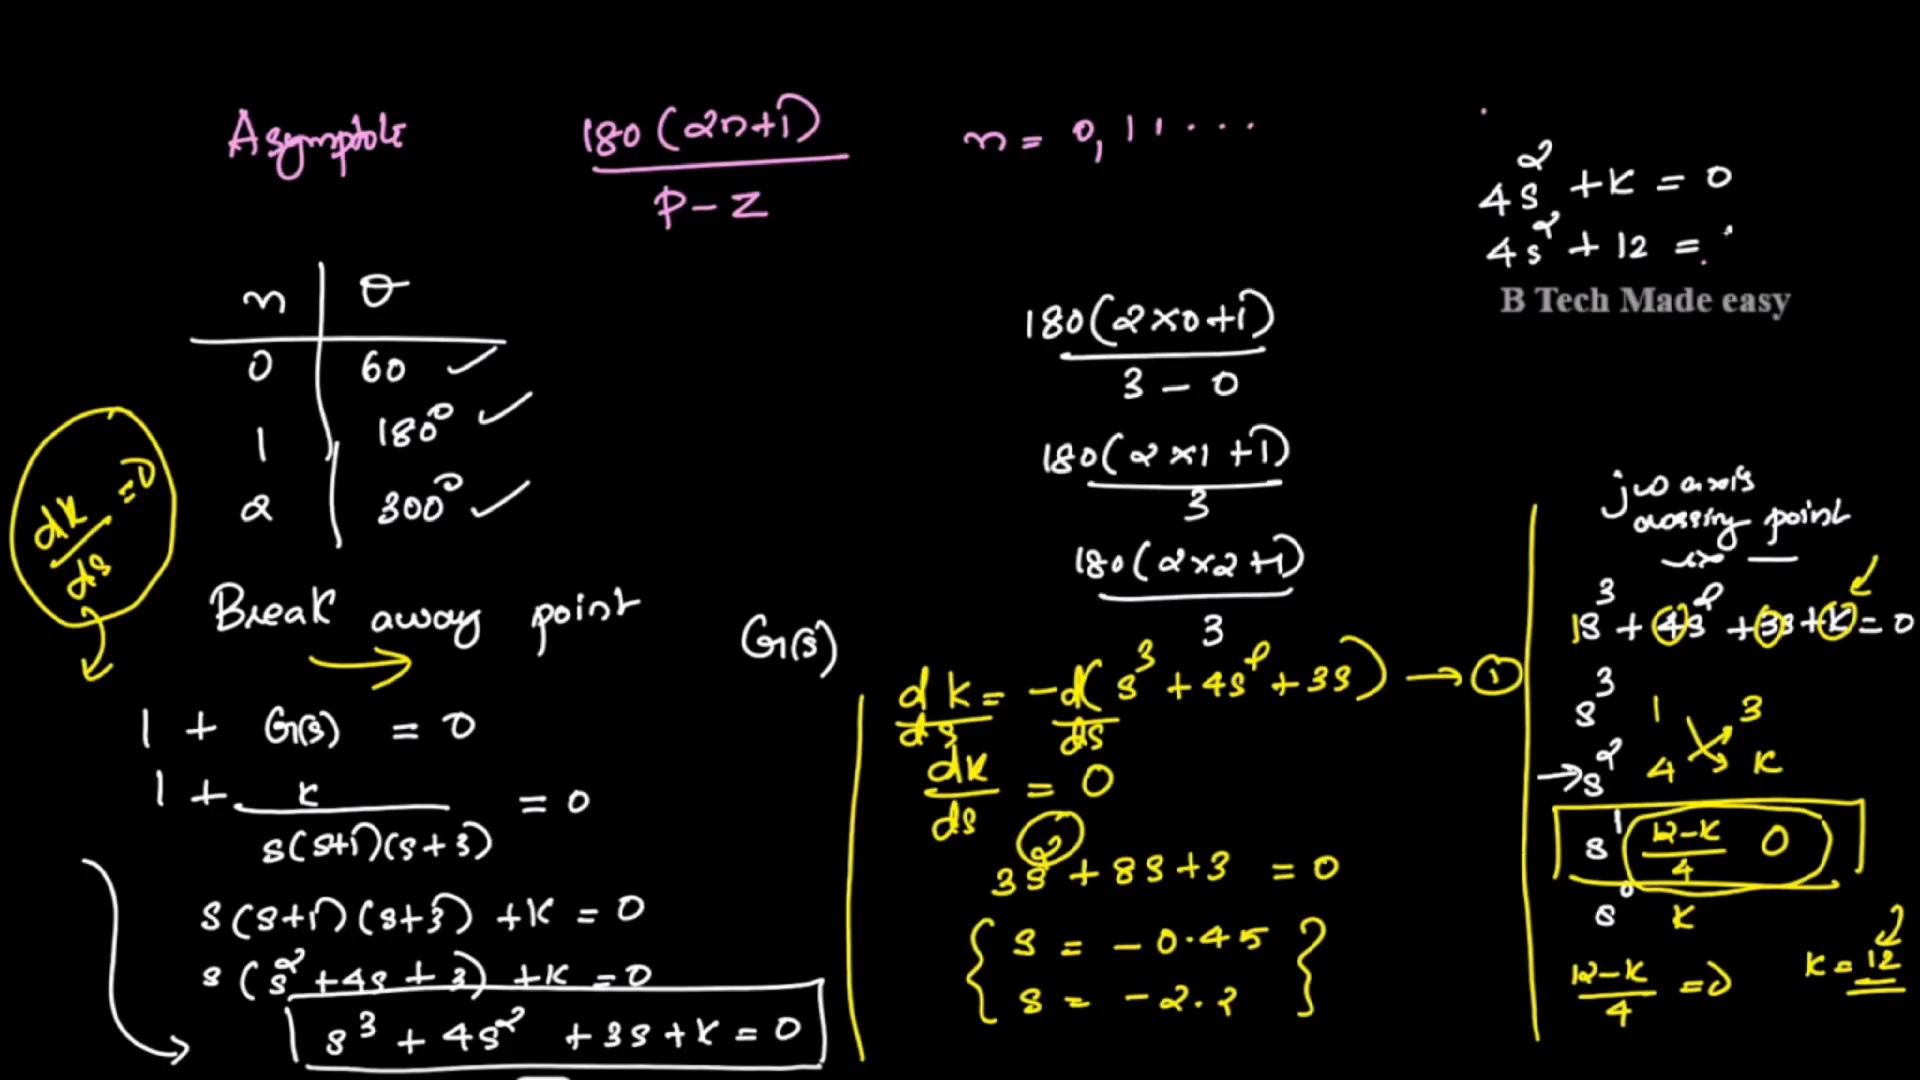 Asymptote 180(2n+1) / P-Z n = 0, 1, ...
4s² + K = 0
4s² + 12 =
B Tech Made easy
n θ
0 60 ✓
1 180° ✓
2 300° ✓
180(2×0+1) / 3-0
180(2×1+1) / 3
180(2×2+1) / 3
dK/ds = 0
Break away point
G(s)
1 + G(s) = 0
1 + K / s(s+1)(s+3) = 0
s(s+1)(s+3) + K = 0
s(s²+4s+3) + K = 0
s³ + 4s² + 3s + K = 0
dK/ds = -d/ds (s³ + 4s² + 3s) → ①
dK/ds = 0
3s² + 8s + 3 = 0
{ s = -0.45
s = -2.2 }
jω axis
crossing point
1s³ + 4s² + 3s + K = 0
s³ 1 3
→ s² 4 K
s¹ 12-K/4 0
s⁰ K
12-K/4 = 0 K = 12